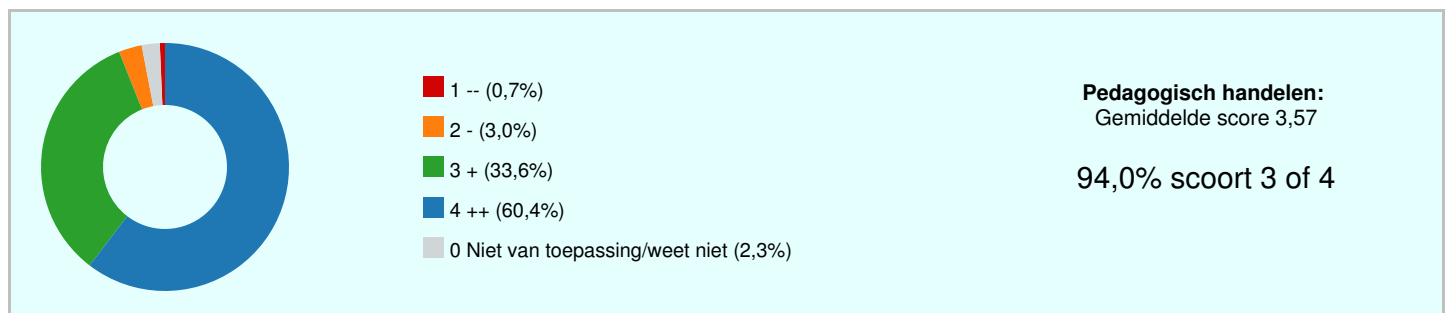 1 -- (0,7%)
2 - (3,0%)
3 + (33,6%)
4 ++ (60,4%)
0 Niet van toepassing/weet niet (2,3%)
Pedagogisch handelen:
Gemiddelde score 3,57
94,0% scoort 3 of 4